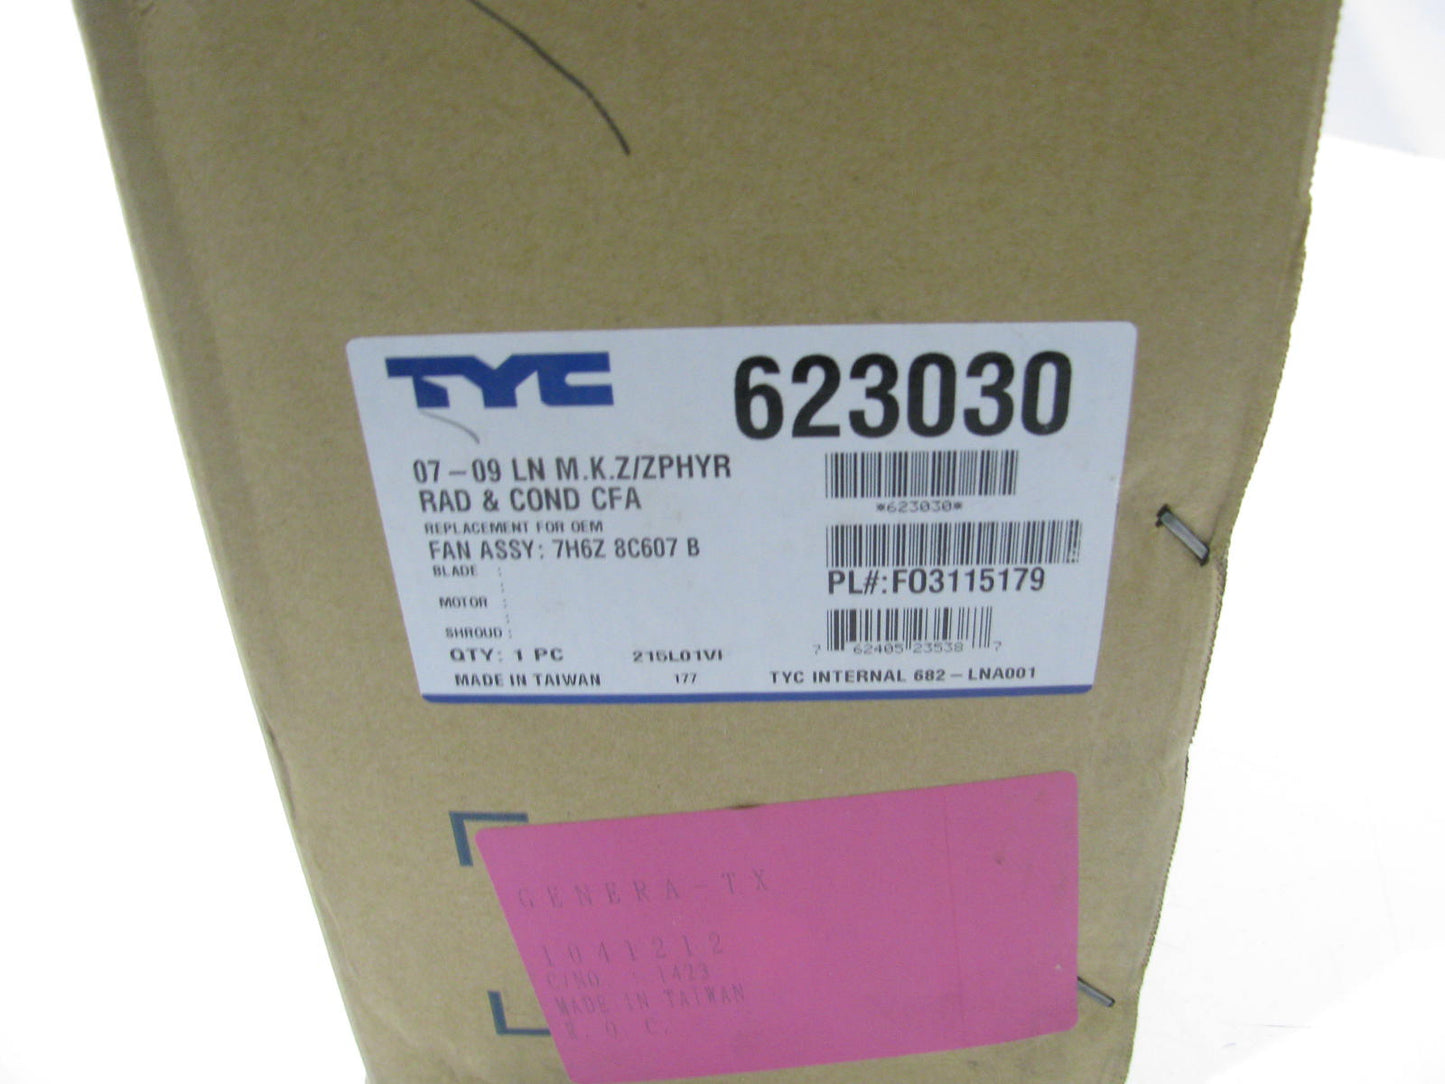 TYC
623030
07-09 LN M.K.Z/ZPHYR
RAD & COND CFA
REPLACEMENT FOR OEM
FAN ASSY: 7H6Z 8C607 B
BLADE :
:
MOTOR :
:
SHROUD :
QTY: 1 PC
215L01VI
MADE IN TAIWAN
177
*623030*
PL#:FO3115179
7 62405 23538 7
TYC INTERNAL 682-LNA001
GENERA-TX
1041212
C/NO : 1423
MADE IN TAIWAN
R.O.C.